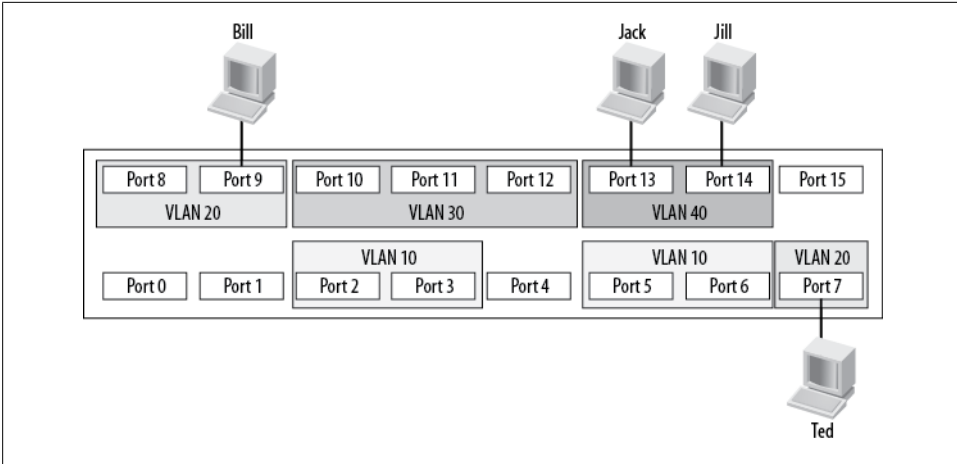 Bill Jack Jill
Port 8 Port 9 Port 10 Port 11 Port 12 Port 13 Port 14 Port 15
VLAN 20 VLAN 30 VLAN 40
VLAN 10 VLAN 10 VLAN 20
Port 0 Port 1 Port 2 Port 3 Port 4 Port 5 Port 6 Port 7
Ted